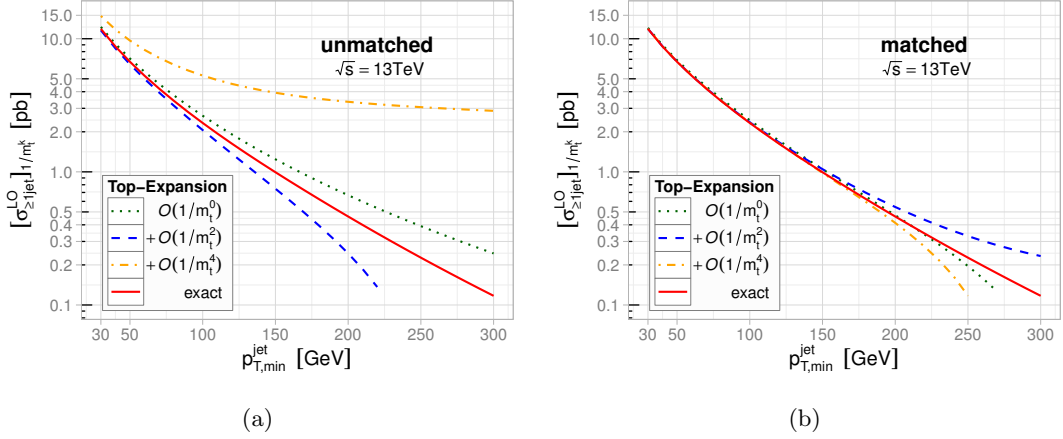 unmatched
√s = 13TeV
[σ^LO_≥1jet]_1/m_t^k [pb]
15.0
10.0
5.0
4.0
3.0
2.0
1.0
0.5
0.4
0.3
0.2
0.1
Top−Expansion
O(1/m_t^0)
+O(1/m_t^2)
+O(1/m_t^4)
exact
30 50 100 150 200 250 300
p_T,min^jet [GeV]
(a)
matched
√s = 13TeV
[σ^LO_≥1jet]_1/m_t^k [pb]
15.0
10.0
5.0
4.0
3.0
2.0
1.0
0.5
0.4
0.3
0.2
0.1
Top−Expansion
O(1/m_t^0)
+O(1/m_t^2)
+O(1/m_t^4)
exact
30 50 100 150 200 250 300
p_T,min^jet [GeV]
(b)